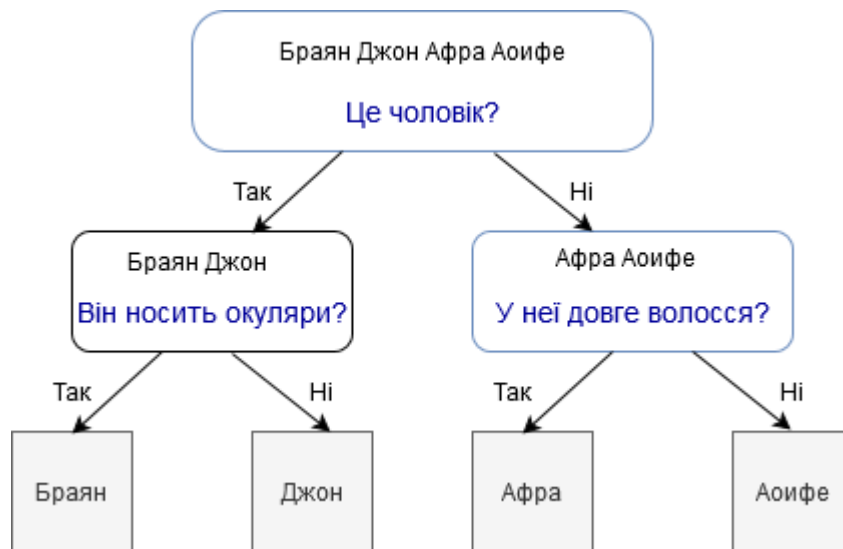 Браян Джон Афра Аоифе
Це чоловік?
Так
Ні
Браян Джон
Він носить окуляри?
Афра Аоифе
У неї довге волосся?
Так
Ні
Так
Ні
Браян
Джон
Афра
Аоифе